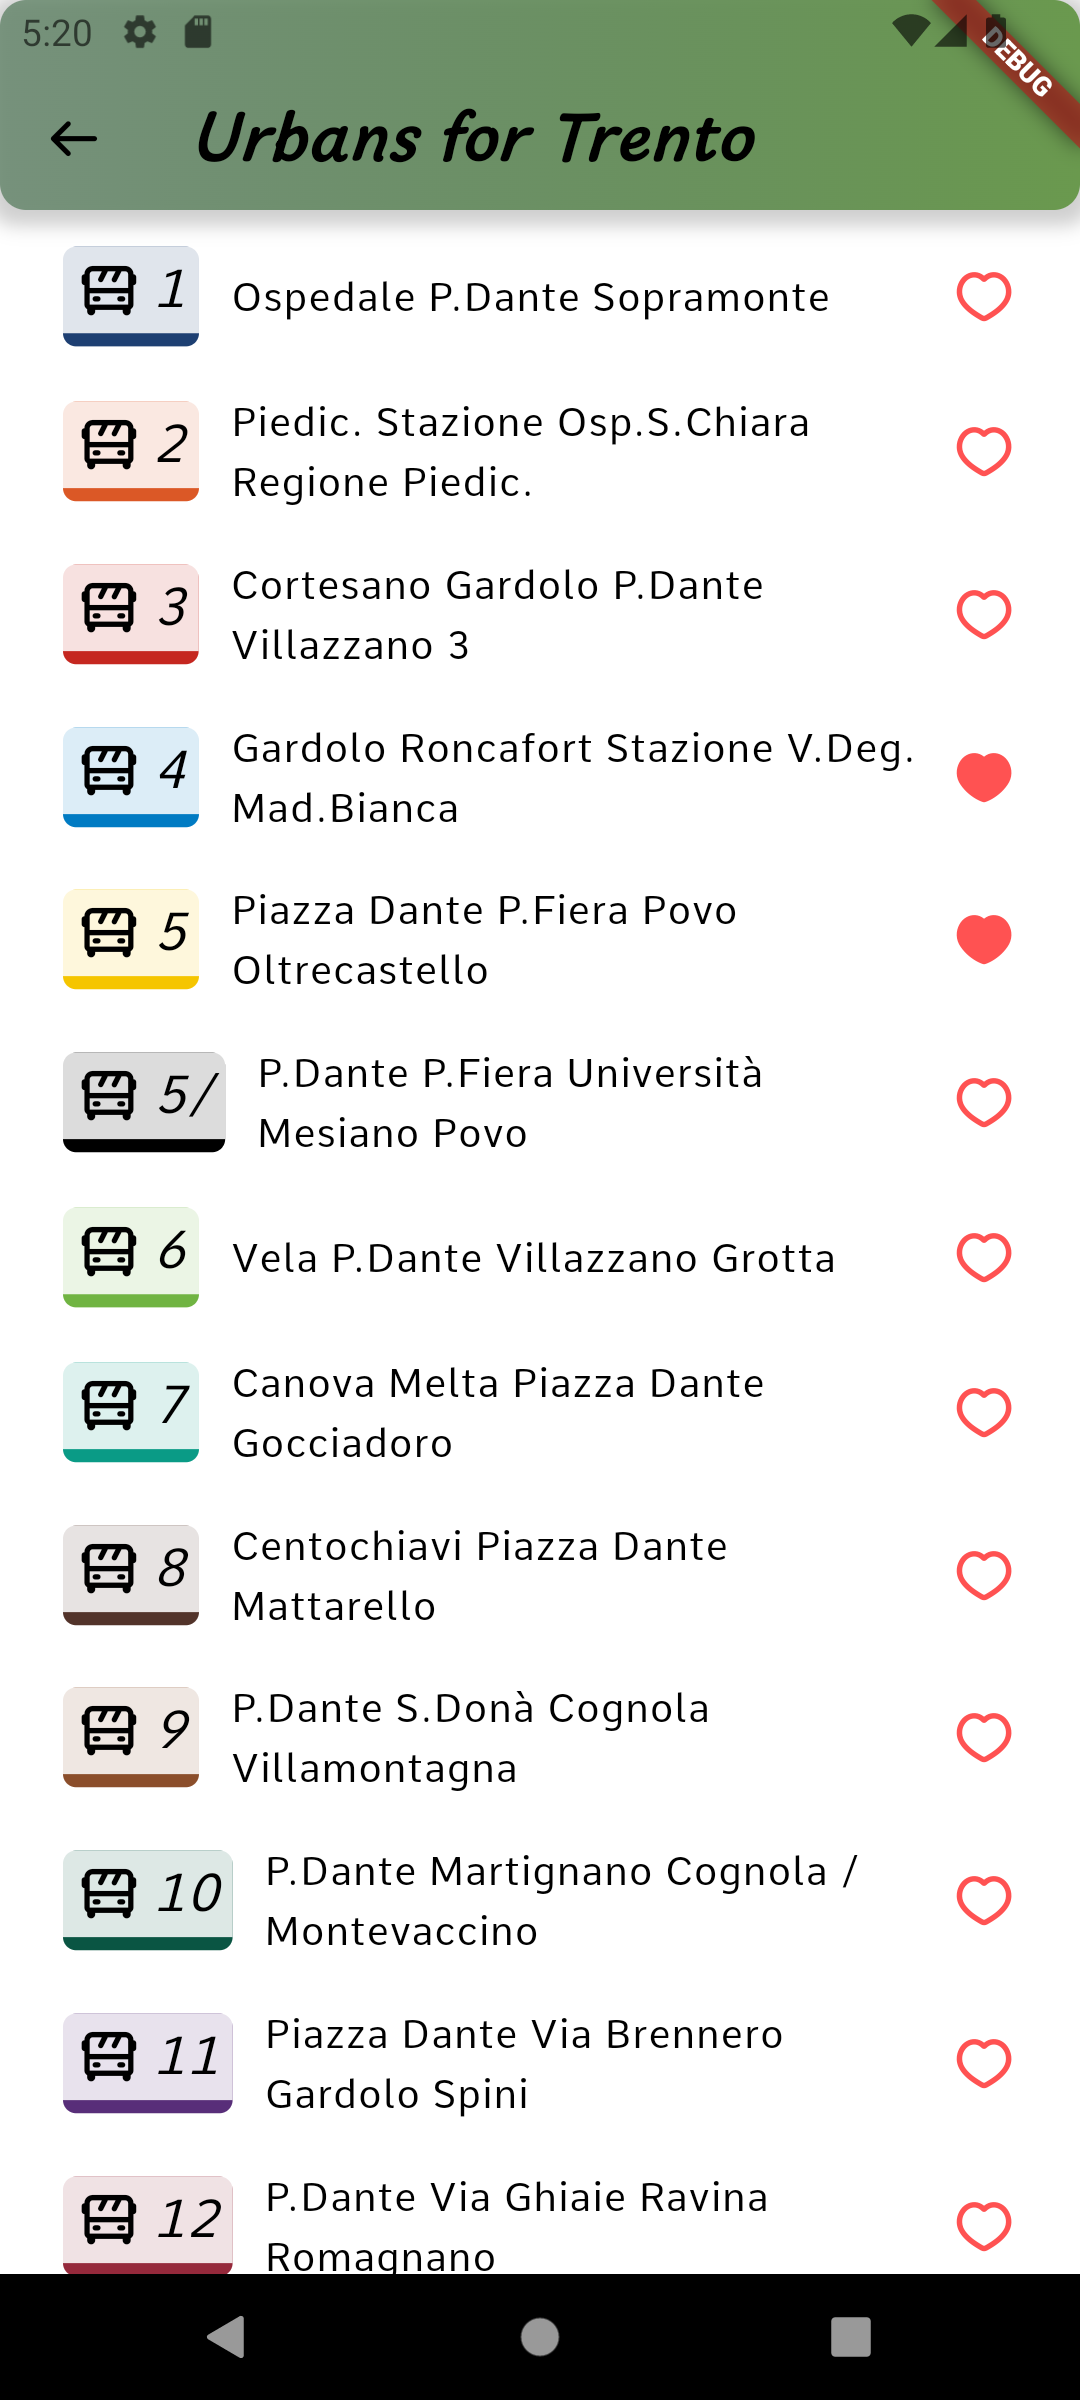 5:20
DEBUG
Urbans for Trento
1 Ospedale P.Dante Sopramonte
2 Piedic. Stazione Osp.S.Chiara
Regione Piedic.
3 Cortesano Gardolo P.Dante
Villazzano 3
4 Gardolo Roncafort Stazione V.Deg.
Mad.Bianca
5 Piazza Dante P.Fiera Povo
Oltrecastello
5/ P.Dante P.Fiera Università
Mesiano Povo
6 Vela P.Dante Villazzano Grotta
7 Canova Melta Piazza Dante
Gocciadoro
8 Centochiavi Piazza Dante
Mattarello
9 P.Dante S.Donà Cognola
Villamontagna
10 P.Dante Martignano Cognola /
Montevaccino
11 Piazza Dante Via Brennero
Gardolo Spini
12 P.Dante Via Ghiaie Ravina
Romagnano